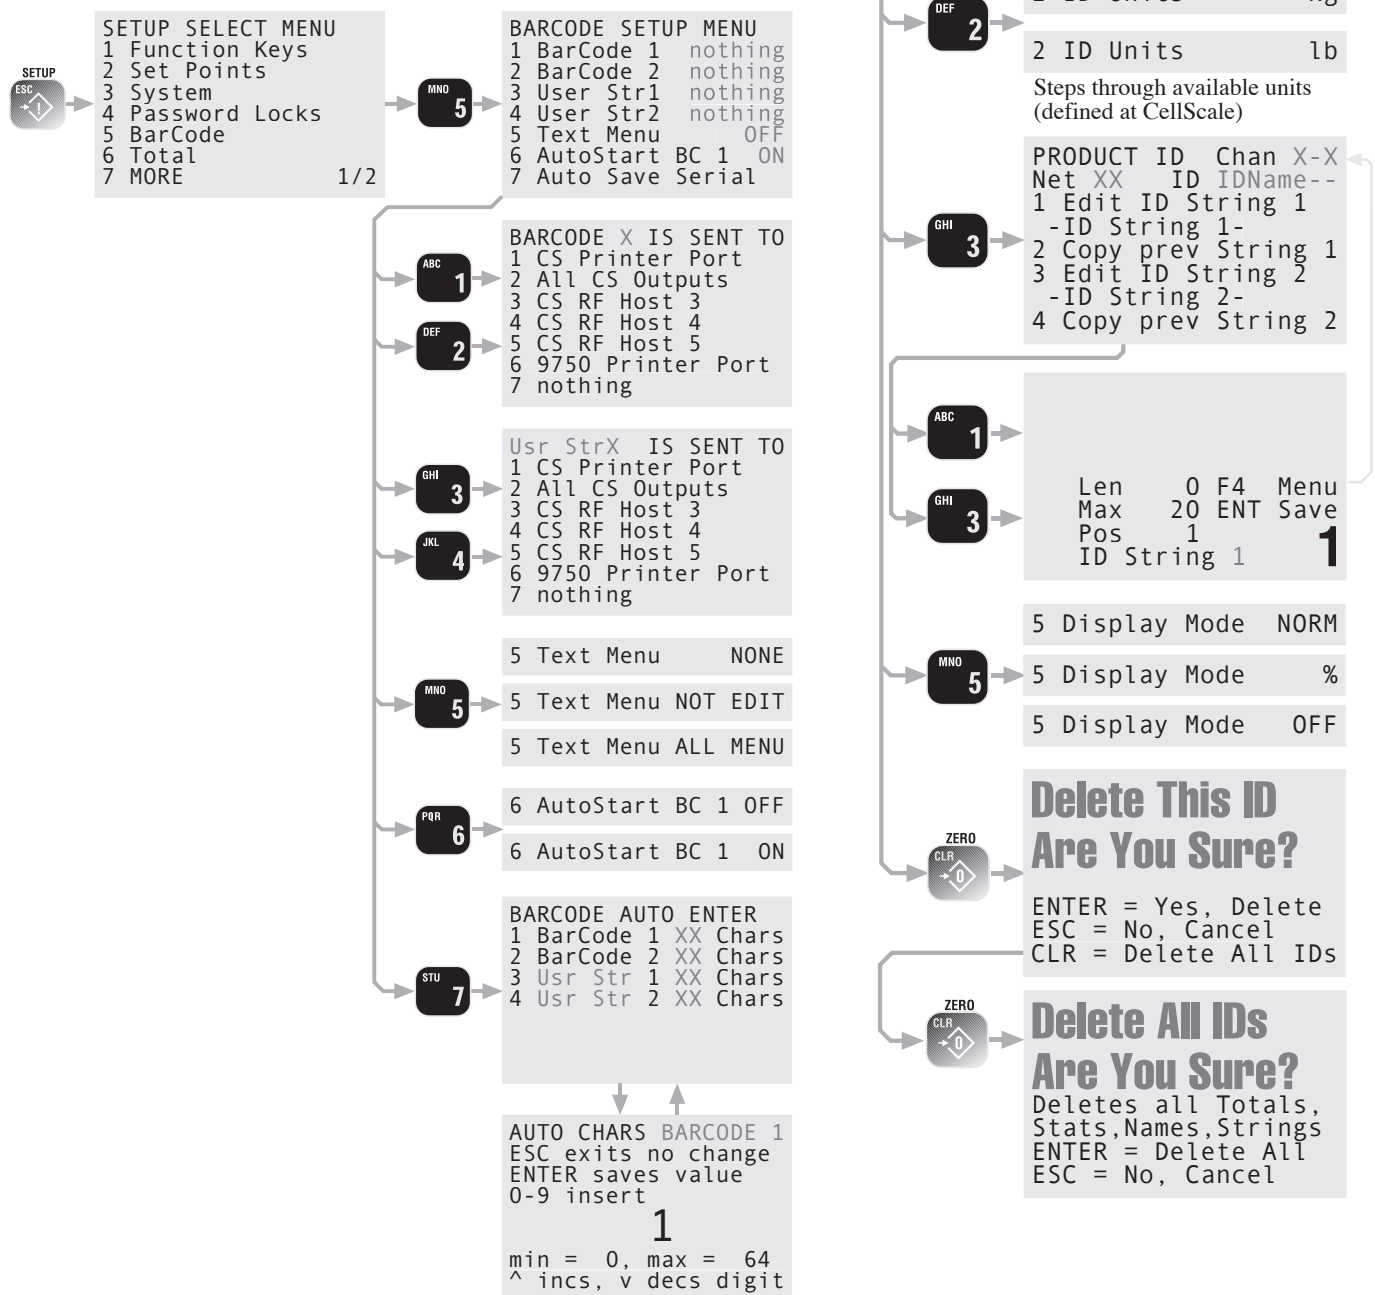 SETUP
ESC
SETUP SELECT MENU
1 Function Keys
2 Set Points
3 System
4 Password Locks
5 BarCode
6 Total
7 MORE 1/2
MNO 5
BARCODE SETUP MENU
1 BarCode 1 nothing
2 BarCode 2 nothing
3 User Str1 nothing
4 User Str2 nothing
5 Text Menu OFF
6 AutoStart BC 1 ON
7 Auto Save Serial
ABC 1
DEF 2
BARCODE X IS SENT TO
1 CS Printer Port
2 All CS Outputs
3 CS RF Host 3
4 CS RF Host 4
5 CS RF Host 5
6 9750 Printer Port
7 nothing
GHI 3
JKL 4
Usr StrX IS SENT TO
1 CS Printer Port
2 All CS Outputs
3 CS RF Host 3
4 CS RF Host 4
5 CS RF Host 5
6 9750 Printer Port
7 nothing
MNO 5
5 Text Menu NONE
5 Text Menu NOT EDIT
5 Text Menu ALL MENU
PQR 6
6 AutoStart BC 1 OFF
6 AutoStart BC 1 ON
STU 7
BARCODE AUTO ENTER
1 BarCode 1 XX Chars
2 BarCode 2 XX Chars
3 Usr Str 1 XX Chars
4 Usr Str 2 XX Chars
AUTO CHARS BARCODE 1
ESC exits no change
ENTER saves value
0-9 insert
1
min = 0, max = 64
^ incs, v decs digit
DEF 2
2 ID Units kg
2 ID Units lb
Steps through available units
(defined at CellScale)
GHI 3
PRODUCT ID Chan X-X
Net XX ID IDName--
1 Edit ID String 1
-ID String 1-
2 Copy prev String 1
3 Edit ID String 2
-ID String 2-
4 Copy prev String 2
ABC 1
GHI 3
Len 0 F4 Menu
Max 20 ENT Save
Pos 1
ID String 1
1
MNO 5
5 Display Mode NORM
5 Display Mode %
5 Display Mode OFF
ZERO
CLR
0
Delete This ID
Are You Sure?
ENTER = Yes, Delete
ESC = No, Cancel
CLR = Delete All IDs
ZERO
CLR
0
Delete All IDs
Are You Sure?
Deletes all Totals,
Stats,Names,Strings
ENTER = Delete All
ESC = No, Cancel